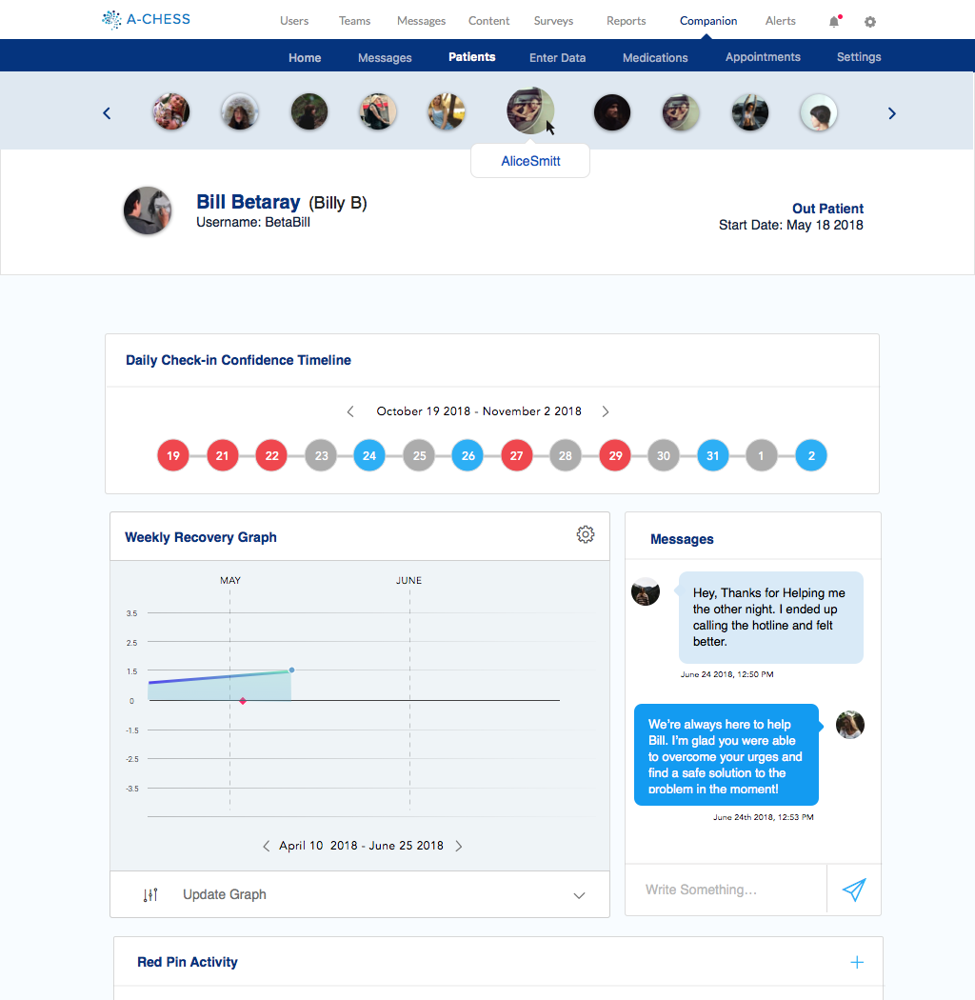 A-CHESS
Users Teams Messages Content Surveys Reports Companion Alerts
Home Messages Patients Enter Data Medications Appointments Settings
AliceSmitt
Bill Betaray (Billy B)
Username: BetaBill
Out Patient
Start Date: May 18 2018
Daily Check-in Confidence Timeline
October 19 2018 - November 2 2018
19 21 22 23 24 25 26 27 28 29 30 31 1 2
Weekly Recovery Graph
MAY JUNE
3.5
2.5
1.5
0
-1.5
-2.5
-3.5
April 10 2018 - June 25 2018
Update Graph
Messages
Hey, Thanks for Helping me
the other night. I ended up
calling the hotline and felt
better.
June 24 2018, 12:50 PM
We’re always here to help
Bill. I’m glad you were able
to overcome your urges and
find a safe solution to the
problem in the moment!
June 24th 2018, 12:53 PM
Write Something...
Red Pin Activity